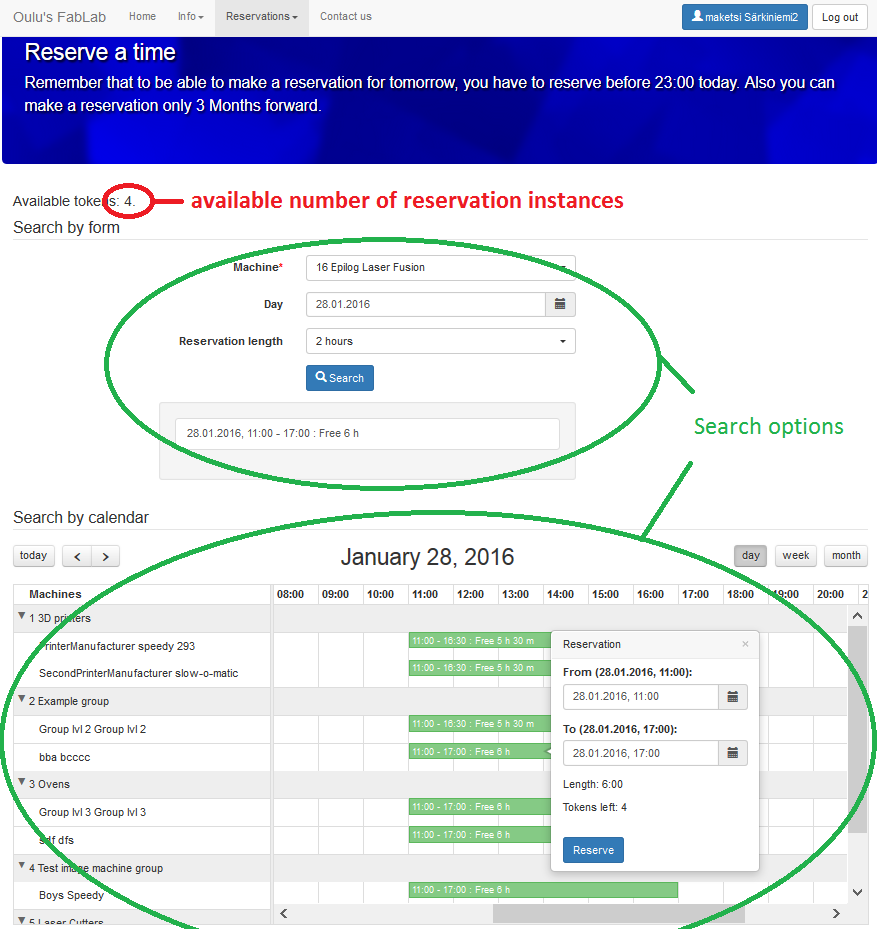 Oulu's FabLab Home Info Reservations Contact us maketsi Särkiniemi2 Log out
Reserve a time
Remember that to be able to make a reservation for tomorrow, you have to reserve before 23:00 today. Also you can
make a reservation only 3 Months forward.
Available tokens: 4.
available number of reservation instances
Search by form
Machine* 16 Epilog Laser Fusion
Day 28.01.2016
Reservation length 2 hours
Search
28.01.2016, 11:00 - 17:00 : Free 6 h
Search options
Search by calendar
today < > January 28, 2016 day week month
Machines 08:00 09:00 10:00 11:00 12:00 13:00 14:00 15:00 16:00 17:00 18:00 19:00 20:00 2
1 3D printers
PrinterManufacturer speedy 293 11:00 - 16:30 : Free 5 h 30 m
SecondPrinterManufacturer slow-o-matic 11:00 - 16:30 : Free 5 h 30 m
2 Example group
Group lvl 2 Group lvl 2 11:00 - 16:30 : Free 5 h 30 m
bba bcccc 11:00 - 17:00 : Free 6 h
3 Ovens
Group lvl 3 Group lvl 3 11:00 - 17:00 : Free 6 h
sdf dfs 11:00 - 17:00 : Free 6 h
4 Test image machine group
Boys Speedy 11:00 - 17:00 : Free 6 h
5 Laser Cutters
Reservation ×
From (28.01.2016, 11:00):
28.01.2016, 11:00
To (28.01.2016, 17:00):
28.01.2016, 17:00
Length: 6:00
Tokens left: 4
Reserve